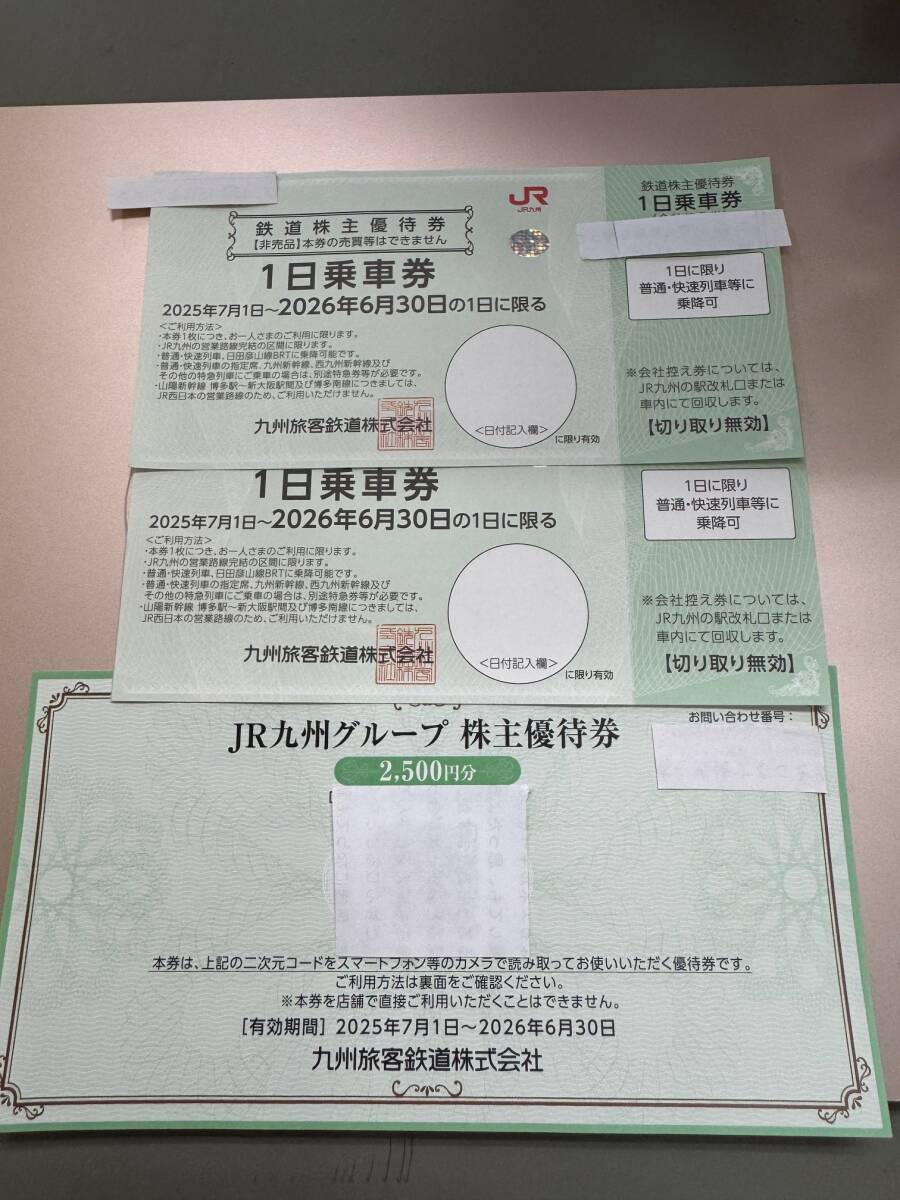 JR
JR九州
鉄道株主優待券
【非売品】本券の売買等はできません
1日乗車券
2025年7月1日～2026年6月30日の1日に限る
<ご利用方法>
・本券1枚につき、お一人さまのご利用に限ります。
・JR九州の営業路線完結の区間に限ります。
・普通・快速列車、日田彦山線BRTに乗降可能です。
・普通・快速列車の指定席、九州新幹線、西九州新幹線及び
その他の特急列車にご乗車の場合は、別途特急券等が必要です。
・山陽新幹線 博多駅～新大阪駅間及び博多南線につきましては、
JR西日本の営業路線のため、ご利用いただけません。
九州旅客鉄道株式会社
<日付記入欄>
に限り有効
鉄道株主優待券
1日乗車券
1日に限り
普通・快速列車等に
乗降可
※会社控え券については、
JR九州の駅改札口または
車内にて回収します。
【切り取り無効】
1日乗車券
2025年7月1日～2026年6月30日の1日に限る
<ご利用方法>
・本券1枚につき、お一人さまのご利用に限ります。
・JR九州の営業路線完結の区間に限ります。
・普通・快速列車、日田彦山線BRTに乗降可能です。
・普通・快速列車の指定席、九州新幹線、西九州新幹線及び
その他の特急列車にご乗車の場合は、別途特急券等が必要です。
・山陽新幹線 博多駅～新大阪駅間及び博多南線につきましては、
JR西日本の営業路線のため、ご利用いただけません。
九州旅客鉄道株式会社
<日付記入欄>
に限り有効
1日に限り
普通・快速列車等に
乗降可
※会社控え券については、
JR九州の駅改札口または
車内にて回収します。
【切り取り無効】
お問い合わせ番号：
JR九州グループ 株主優待券
2,500円分
本券は、上記の二次元コードをスマートフォン等のカメラで読み取ってお使いいただく優待券です。
ご利用方法は裏面をご確認ください。
※本券を店舗で直接ご利用いただくことはできません。
[有効期間] 2025年7月1日～2026年6月30日
九州旅客鉄道株式会社